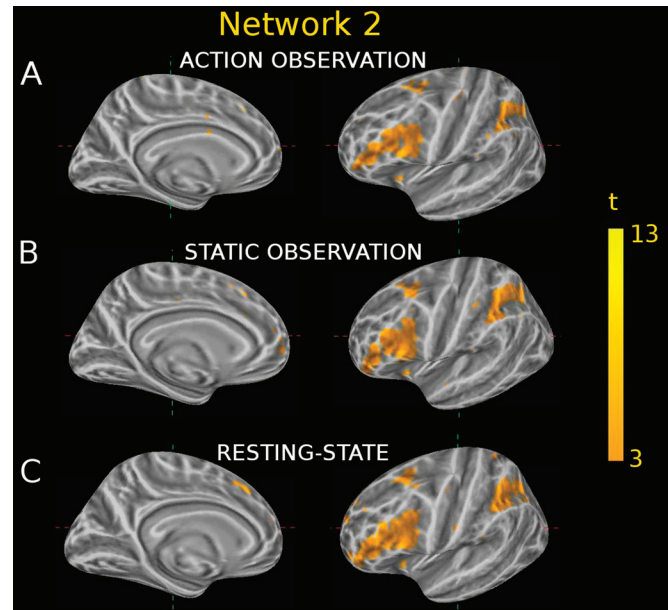 Network 2
ACTION OBSERVATION
A
t
13
B
STATIC OBSERVATION
3
C
RESTING-STATE